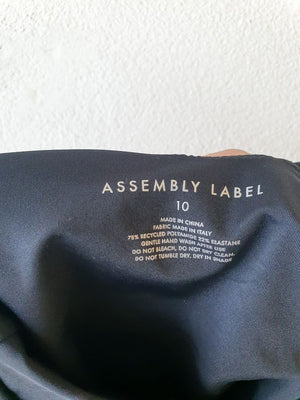 ASSEMBLY LABEL
10
MADE IN CHINA
FABRIC MADE IN ITALY
78% RECYCLED POLYAMIDE 22% ELASTANE
GENTLE HAND WASH AFTER USE
DO NOT BLEACH, DO NOT DRY CLEAN,
DO NOT TUMBLE DRY, DRY IN SHADE